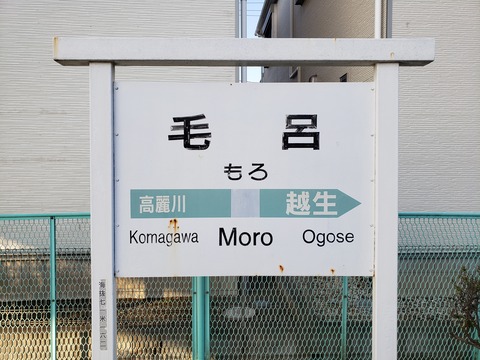 毛呂
もろ
高麗川 越生
Komagawa Moro Ogose